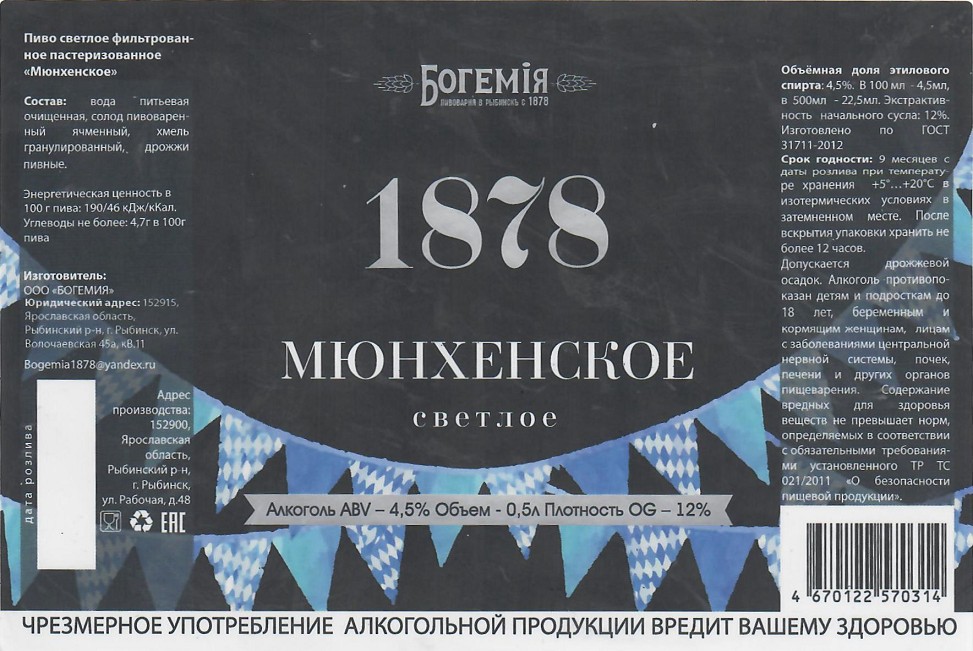 Пиво светлое фильтрован-
ное пастеризованное
«Мюнхенское»
Состав: вода питьевая
очищенная, солод пивоварен-
ный ячменный, хмель
гранулированный, дрожжи
пивные.
Энергетическая ценность в
100 г пива: 190/46 кДж/кКал.
Углеводы не более: 4,7г в 100г
пива
Изготовитель:
ООО «БОГЕМИЯ»
Юридический адрес: 152915,
Ярославская область,
Рыбинский р-н, г. Рыбинск, ул.
Волочаевская 45а, кВ.11
Bogemia1878@yandex.ru
дата розлива
Адрес
производства:
152900,
Ярославская
область,
Рыбинский р-н,
г. Рыбинск,
ул. Рабочая, д.48
EAC
БОГЕМІЯ
ПИВОВАРНЯ В РЫБИНСКЪ С 1878
1878
МЮНХЕНСКОЕ
светлое
Алкоголь ABV – 4,5% Объем - 0,5л Плотность OG – 12%
Объёмная доля этилового
спирта: 4,5%. В 100 мл - 4,5мл,
в 500мл - 22,5мл. Экстрактив-
ность начального сусла: 12%.
Изготовлено по ГОСТ
31711-2012
Срок годности: 9 месяцев с
даты розлива при температу-
ре хранения +5°...+20°С в
изотермических условиях в
затемненном месте. После
вскрытия упаковки хранить не
более 12 часов.
Допускается дрожжевой
осадок. Алкоголь противопо-
казан детям и подросткам до
18 лет, беременным и
кормящим женщинам, лицам
с заболеваниями центральной
нервной системы, почек,
печени и других органов
пищеварения. Содержание
вредных для здоровья
веществ не превышает норм,
определяемых в соответствии
с обязательными требования-
ми установленного ТР ТС
021/2011 «О безопасности
пищевой продукции».
4 670122 570314
ЧРЕЗМЕРНОЕ УПОТРЕБЛЕНИЕ АЛКОГОЛЬНОЙ ПРОДУКЦИИ ВРЕДИТ ВАШЕМУ ЗДОРОВЬЮ